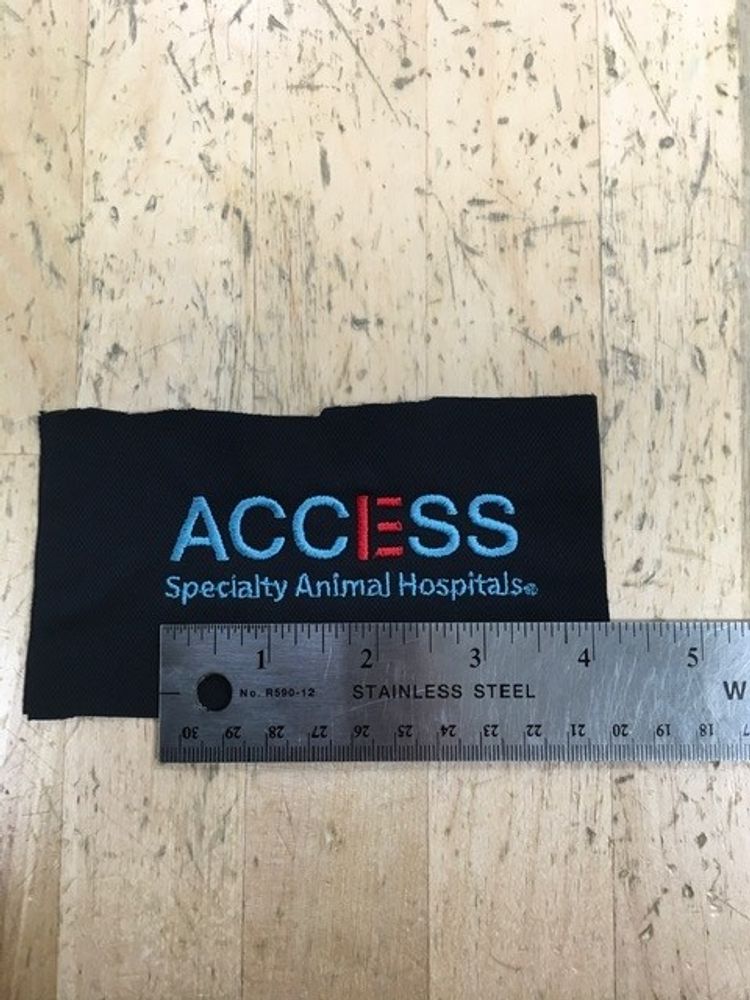 ACCESS
Specialty Animal Hospitals®
1 2 3 4 5
No. R590-12 STAINLESS STEEL W
30 29 28 27 26 25 24 23 22 21 20 19 18 17